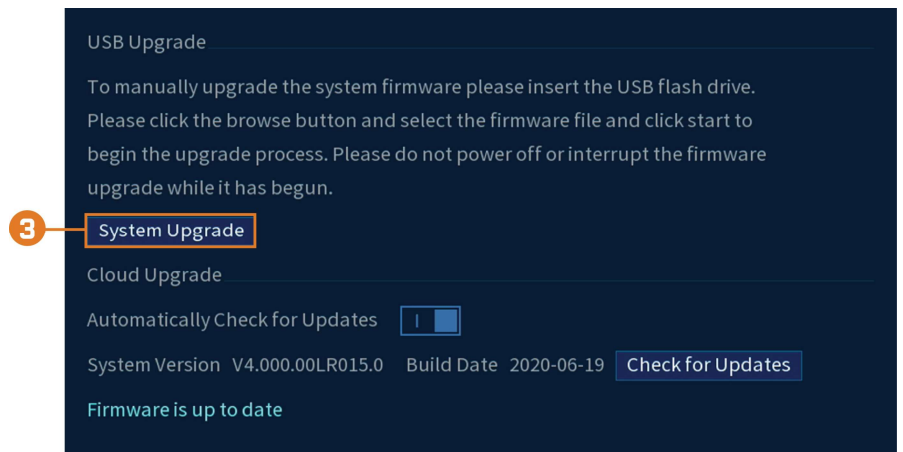 USB Upgrade
To manually upgrade the system firmware please insert the USB flash drive.
Please click the browse button and select the firmware file and click start to
begin the upgrade process. Please do not power off or interrupt the firmware
upgrade while it has begun.
3 System Upgrade
Cloud Upgrade
Automatically Check for Updates
System Version V4.000.00LR015.0 Build Date 2020-06-19 Check for Updates
Firmware is up to date